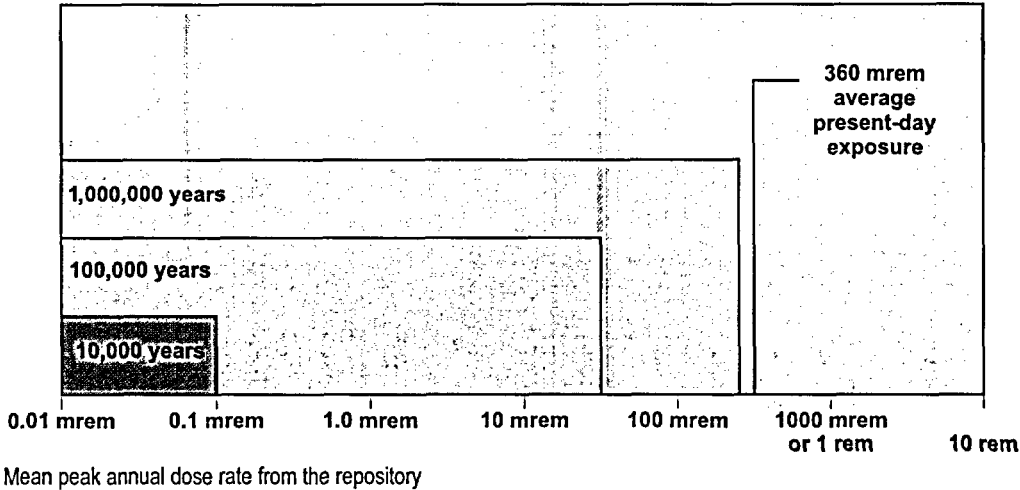 360 mrem
average
present-day
exposure
1,000,000 years
100,000 years
10,000 years
0.01 mrem 0.1 mrem 1.0 mrem 10 mrem 100 mrem 1000 mrem 10 rem
or 1 rem
Mean peak annual dose rate from the repository